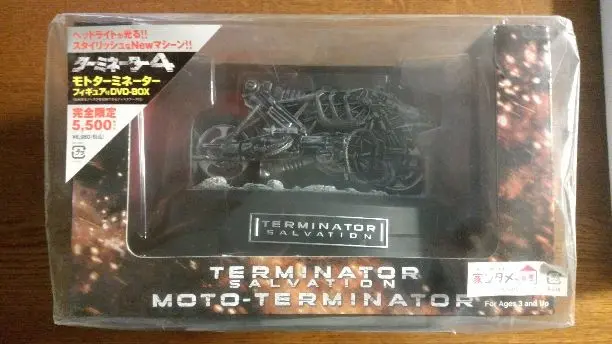 ヘッドライトが光る!!
スタイリッシュなNewマシーン!!
ターミネーター4
モトターミネーター
フィギュア付DVD-BOX
完全限定
5,500
TERMINATOR
SALVATION
TERMINATOR
SALVATION
MOTO-TERMINATOR
For Ages 3 and Up